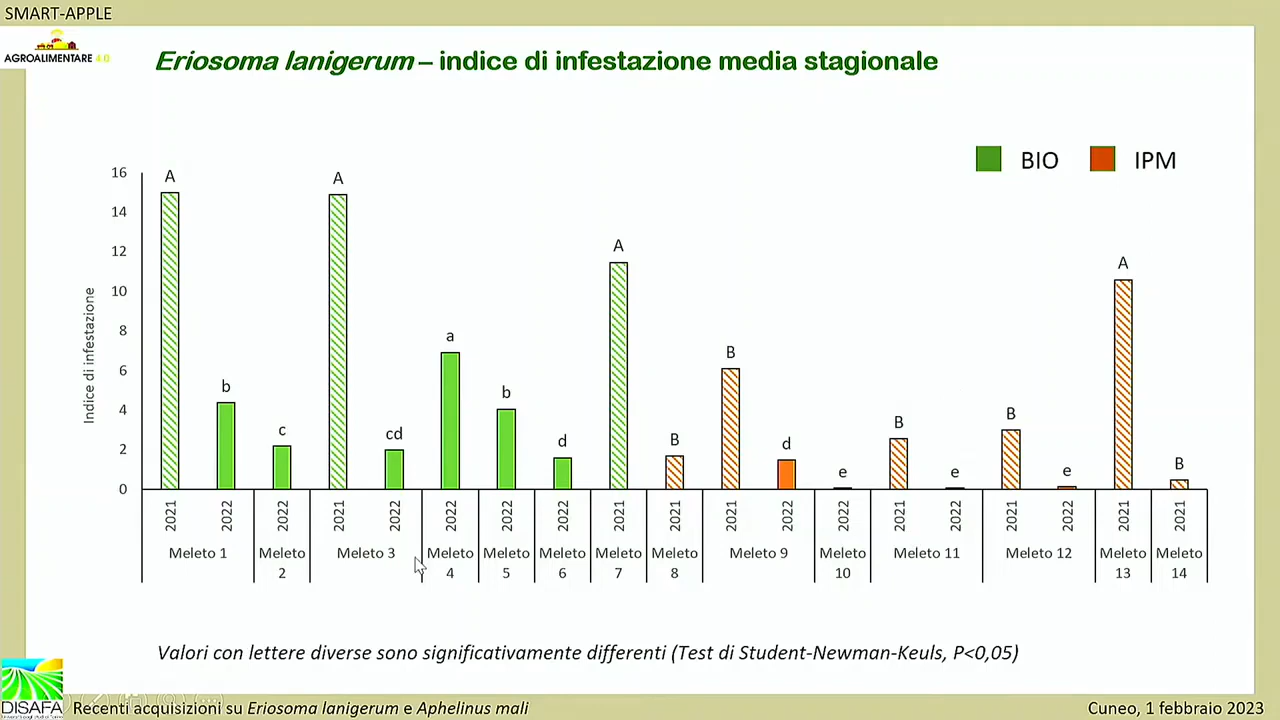 SMART-APPLE
AGROALIMENTARE 4.0
Eriosoma lanigerum – indice di infestazione media stagionale
BIO IPM
Indice di infestazione
16
14
12
10
8
6
4
2
0
A b c A cd a b d A B B d e B e B e A B
2021 2022 2022 2021 2022 2022 2022 2022 2021 2021 2021 2022 2022 2021 2022 2021 2022 2021 2021
Meleto 1 Meleto 2 Meleto 3 Meleto 4 Meleto 5 Meleto 6 Meleto 7 Meleto 8 Meleto 9 Meleto 10 Meleto 11 Meleto 12 Meleto 13 Meleto 14
Valori con lettere diverse sono significativamente differenti (Test di Student-Newman-Keuls, P<0,05)
DISAFA
Recenti acquisizioni su Eriosoma lanigerum e Aphelinus mali
Cuneo, 1 febbraio 2023